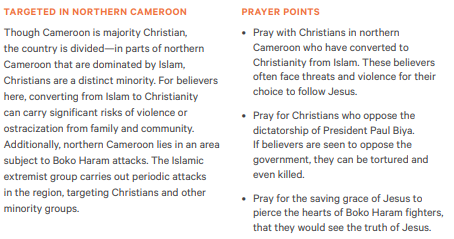 TARGETED IN NORTHERN CAMEROON
Though Cameroon is majority Christian,
the country is divided—in parts of northern
Cameroon that are dominated by Islam,
Christians are a distinct minority. For believers
here, converting from Islam to Christianity
can carry significant risks of violence or
ostracization from family and community.
Additionally, northern Cameroon lies in an area
subject to Boko Haram attacks. The Islamic
extremist group carries out periodic attacks
in the region, targeting Christians and other
minority groups.
PRAYER POINTS
• Pray with Christians in northern
Cameroon who have converted to
Christianity from Islam. These believers
often face threats and violence for their
choice to follow Jesus.
• Pray for Christians who oppose the
dictatorship of President Paul Biya.
If believers are seen to oppose the
government, they can be tortured and
even killed.
• Pray for the saving grace of Jesus to
pierce the hearts of Boko Haram fighters,
that they would see the truth of Jesus.